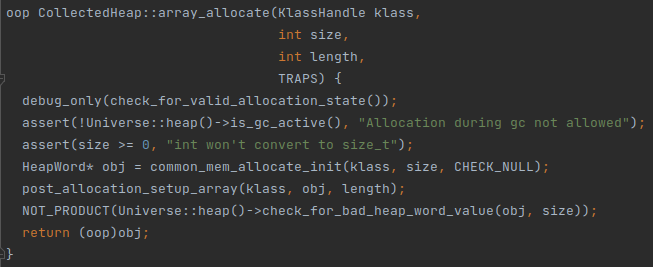 oop CollectedHeap::array_allocate(KlassHandle klass,
                                  int size,
                                  int length,
                                  TRAPS) {
  debug_only(check_for_valid_allocation_state());
  assert(!Universe::heap()->is_gc_active(), "Allocation during gc not allowed");
  assert(size >= 0, "int won't convert to size_t");
  HeapWord* obj = common_mem_allocate_init(klass, size, CHECK_NULL);
  post_allocation_setup_array(klass, obj, length);
  NOT_PRODUCT(Universe::heap()->check_for_bad_heap_word_value(obj, size));
  return (oop)obj;
}